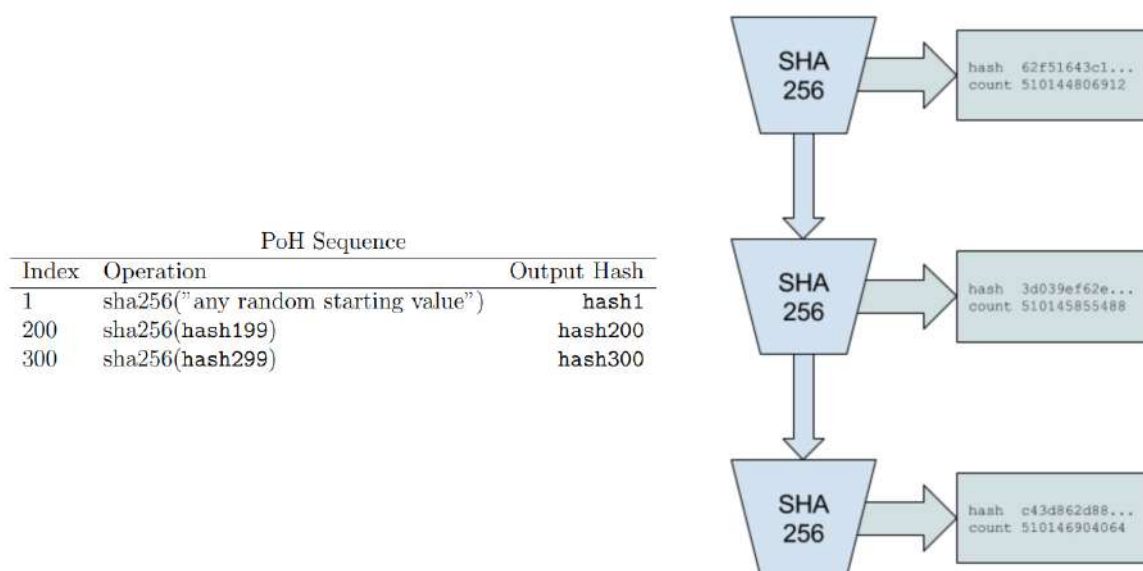 PoH Sequence
Index Operation Output Hash
1 sha256("any random starting value") hash1
200 sha256(hash199) hash200
300 sha256(hash299) hash300
SHA
256
hash 62f51643c1...
count 510144806912
SHA
256
hash 3d039ef62e...
count 510145855488
SHA
256
hash c43d862d88...
count 510146904064